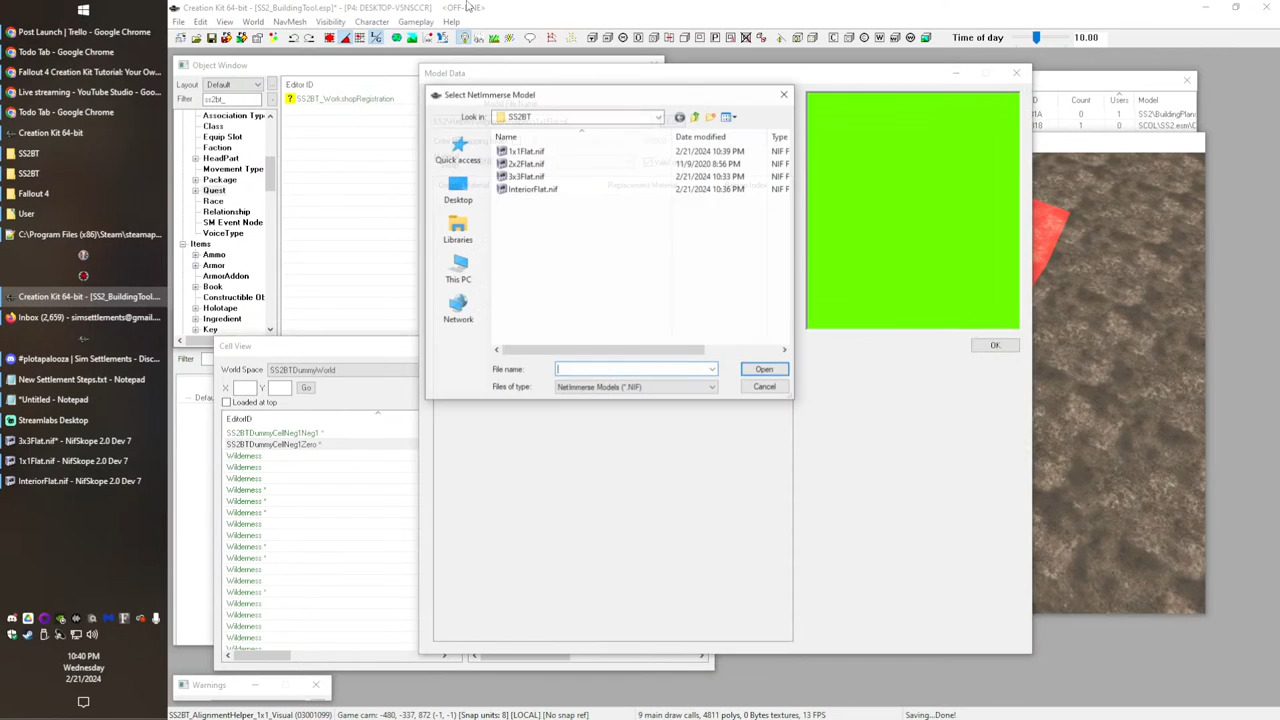 Post Launch | Trello - Google Chrome
Todo Tab - Google Chrome
Fallout 4 Creation Kit Tutorial: Your Ow...
Live streaming - YouTube Studio - Goog...
Todo Tab - Google Chrome
Creation Kit 64-bit
SS2BT
SS2BT
Fallout 4
User
C:\Program Files (x86)\Steam\steamap...
Creation Kit 64-bit - [SS2_BuildingTool....
Inbox (2,659) - simsettlements@gmail....
#plotapalooza | Sim Settlements - Disc...
New Settlement Steps.txt - Notepad
*Untitled - Notepad
Streamlabs Desktop
3x3Flat.nif* - NifSkope 2.0 Dev 7
1x1Flat.nif - NifSkope 2.0 Dev 7
InteriorFlat.nif - NifSkope 2.0 Dev 7
10:40 PM
Wednesday
2/21/2024
Creation Kit 64-bit - [SS2_BuildingTool.esp]* - [P4: DESKTOP-VSNSCCR]
File Edit View World NavMesh Visibility Character Gameplay Help
Time of day 10.00
Object Window
Layout Default
Filter ss2bt_
Association Type
Class
Equip Slot
Faction
HeadPart
Movement Type
Package
Quest
Race
Relationship
SM Event Node
VoiceType
Items
Ammo
Armor
ArmorAddon
Book
Constructible Ob
Holotape
Ingredient
Key
Filter
Editor ID
SS2BT_WorkshopRegistration
Cell View
World Space SS2BTDummyWorld
X Y Go
Loaded at top
EditorID
SS2BTDummyCellNeg1Neg1 *
SS2BTDummyCellNeg1Zero *
Wilderness
Wilderness
Wilderness
Wilderness *
Wilderness *
Wilderness *
Wilderness
Wilderness
Wilderness
Wilderness *
Wilderness
Wilderness
Wilderness *
Wilderness
Wilderness
Wilderness
Wilderness
Warnings
Model Data
Select NetImmerse Model
Look in: SS2BT
Quick access
Desktop
Libraries
This PC
Network
Name Date modified Type
1x1Flat.nif 2/21/2024 10:39 PM NIF F
2x2Flat.nif 11/9/2020 8:56 PM NIF F
3x3Flat.nif 2/21/2024 10:33 PM NIF F
InteriorFlat.nif 2/21/2024 10:36 PM NIF F
File name: Open
Files of type: NetImmerse Models (*.NIF) Cancel
OK
Count Users Model
0 1 SS2\BuildingPlan
1 0 SCOL\SS2.esm\C
SS2BT_AlignmentHelper_1x1_Visual (03001099)
Game cam: -480, -337, 872 (-1, -1) [Snap units: 8] [LOCAL] [No snap ref]
9 main draw calls, 4811 polys, 0 Bytes textures, 13 FPS
Saving...Done!